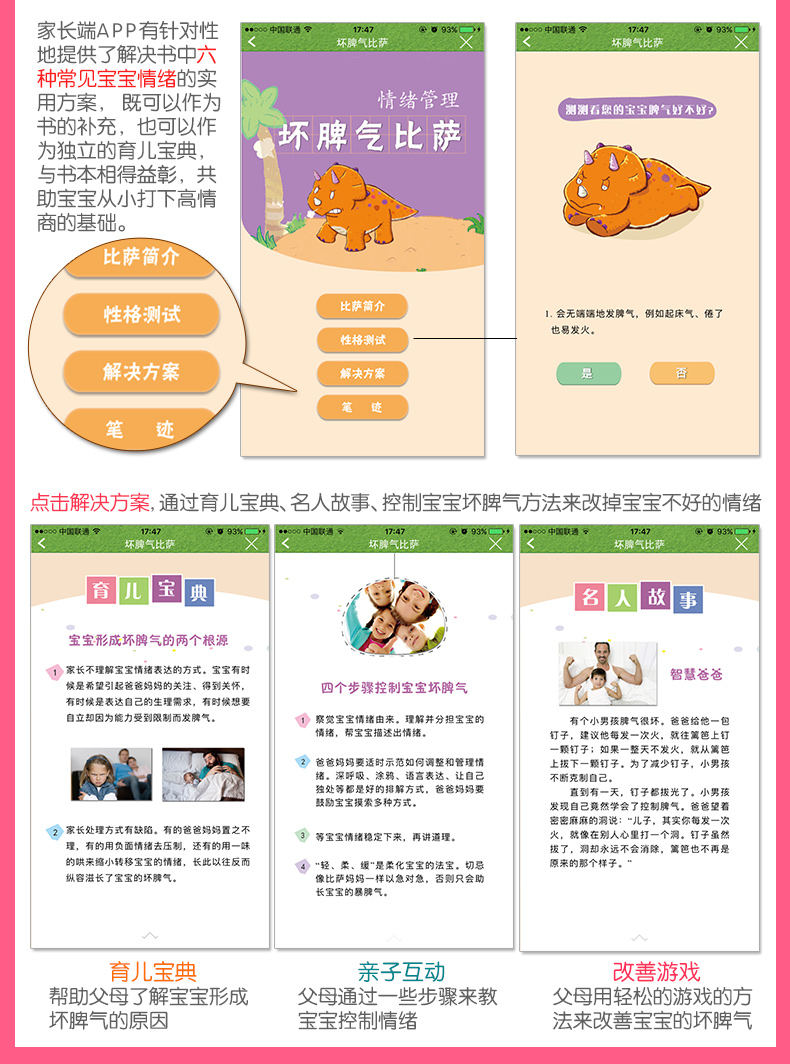 家长端APP有针对性
地提供了解决书中六
种常见宝宝情绪的实
用方案，既可以作为
书的补充，也可以作
为独立的育儿宝典，
与书本相得益彰，共
助宝宝从小打下高情
商的基础。
比萨简介
性格测试
解决方案
笔 迹
中国联通 17:47 93%
坏脾气比萨
情绪管理
坏脾气比萨
比萨简介
性格测试
解决方案
笔 迹
中国联通 17:47 93%
坏脾气比萨
测测看您的宝宝脾气好不好?
1. 会无端端地发脾气，例如起床气、倦了
也易发火。
是 否
点击解决方案,通过育儿宝典、名人故事、控制宝宝坏脾气方法来改掉宝宝不好的情绪
中国联通 17:47 93%
坏脾气比萨
育儿宝典
宝宝形成坏脾气的两个根源
1 家长不理解宝宝情绪表达的方式。宝宝有时
候是希望引起爸爸妈妈的关注、得到关怀，
有时候是表达自己的生理需求，有时候想要
自立却因为能力受到限制而发脾气。
2 家长处理方式有缺陷。有的爸爸妈妈置之不
理，有的用负面情绪去压制，还有的用一味
的哄来缩小转移宝宝的情绪，长此以往反而
纵容滋长了宝宝的坏脾气。
中国联通 17:47 93%
坏脾气比萨
四个步骤控制宝宝坏脾气
1 察觉宝宝情绪由来。理解并分担宝宝的
情绪，帮宝宝描述出情绪。
2 爸爸妈妈要适时示范如何调整和管理情
绪。深呼吸、涂鸦、语言表达、让自己
独处等都是好的排解方式，爸爸妈妈要
鼓励宝宝摸索多种方式。
3 等宝宝情绪稳定下来，再讲道理。
4 “轻、柔、缓”是柔化宝宝的法宝。切忌
像比萨妈妈一样以急对急，否则只会助
长宝宝的暴脾气。
中国联通 17:47 93%
坏脾气比萨
名人故事
智慧爸爸
有个小男孩脾气很坏。爸爸给他一包
钉子，建议他每发一次火，就往篱笆上钉
一颗钉子；如果一整天不发火，就从篱笆
上拔下一颗钉子。为了减少钉子，小男孩
不断克制自己。
直到有一天，钉子都拔光了。小男孩
发现自己竟然学会了控制脾气。爸爸望着
密密麻麻的洞说：“儿子，其实你每发一次
火，就像在别人心里打一个洞。钉子虽然
拔了，洞却永远不会消除，篱笆也不再是
原来的那个样子。”
育儿宝典
帮助父母了解宝宝形成
坏脾气的原因
亲子互动
父母通过一些步骤来教
宝宝控制情绪
改善游戏
父母用轻松的游戏的方
法来改善宝宝的坏脾气